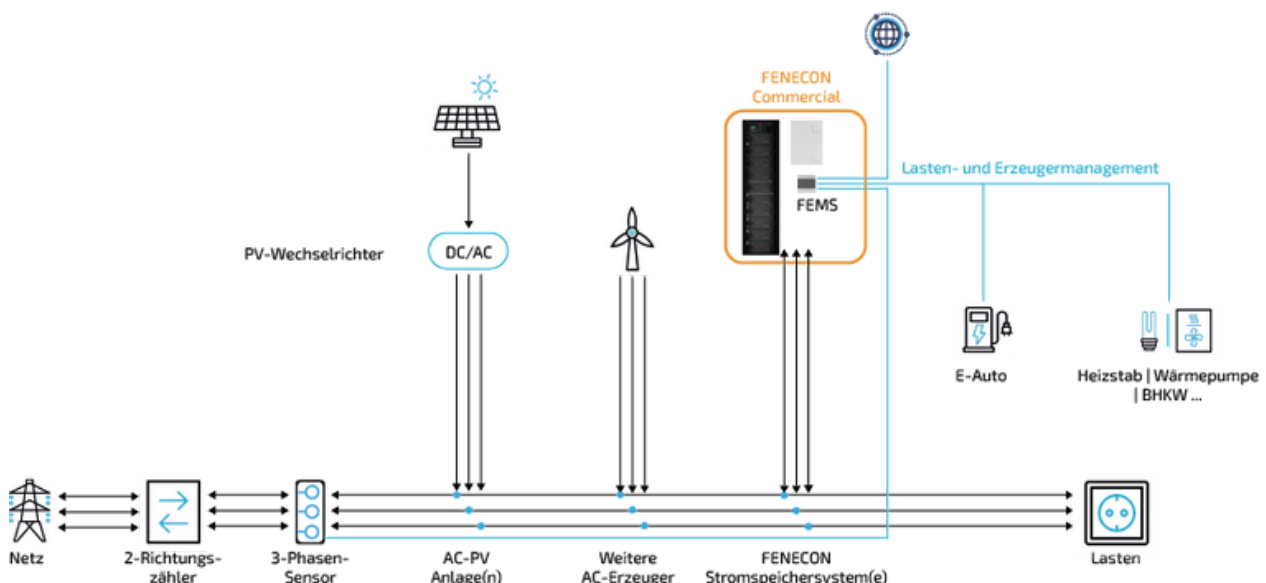 FENECON
Commercial
Lasten- und Erzeugermanagement
FEMS
PV-Wechselrichter
DC/AC
E-Auto
Heizstab | Wärmepumpe
| BHKW ...
Netz
2-Richtungs-
zähler
3-Phasen-
Sensor
AC-PV
Anlage(n)
Weitere
AC-Erzeuger
FENECON
Stromspeichersystem(e)
Lasten